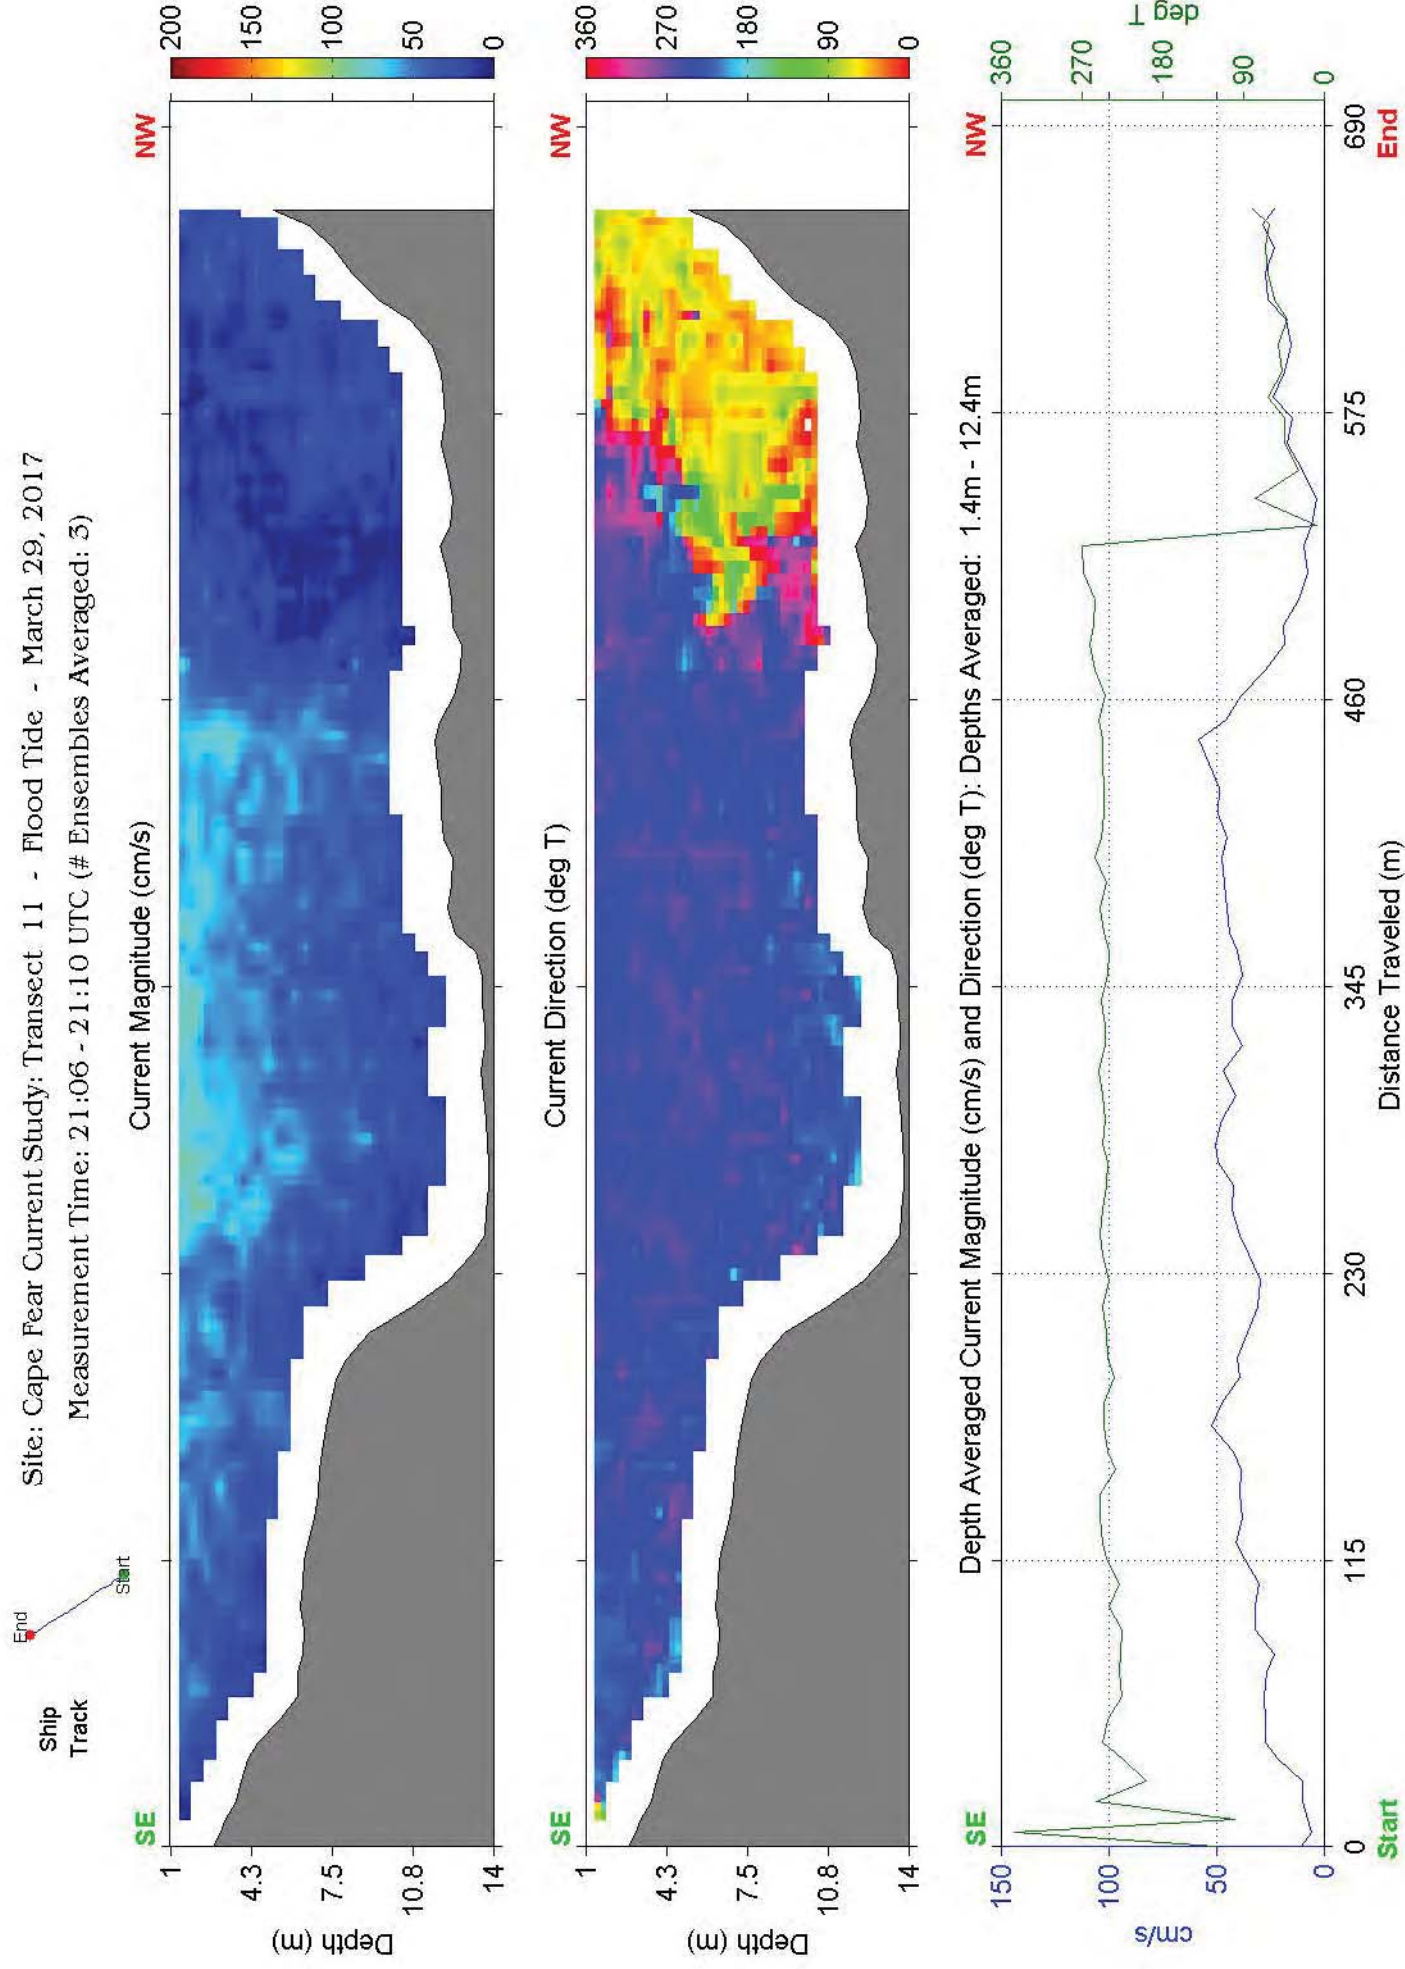 Site: Cape Fear Current Study: Transect 11 - Flood Tide - March 29, 2017
Measurement Time: 21:06 - 21:10 UTC (# Ensembles Averaged: 3)
Ship
Track
End
Start
Current Magnitude (cm/s)
SE
NW
Depth (m)
1
4.3
7.5
10.8
14
200
150
100
50
0
Current Direction (deg T)
SE
NW
Depth (m)
1
4.3
7.5
10.8
14
360
270
180
90
0
Depth Averaged Current Magnitude (cm/s) and Direction (deg T): Depths Averaged: 1.4m - 12.4m
SE
NW
cm/s
150
100
50
0
deg T
360
270
180
90
0
0
115
230
345
460
575
690
Start
Distance Traveled (m)
End